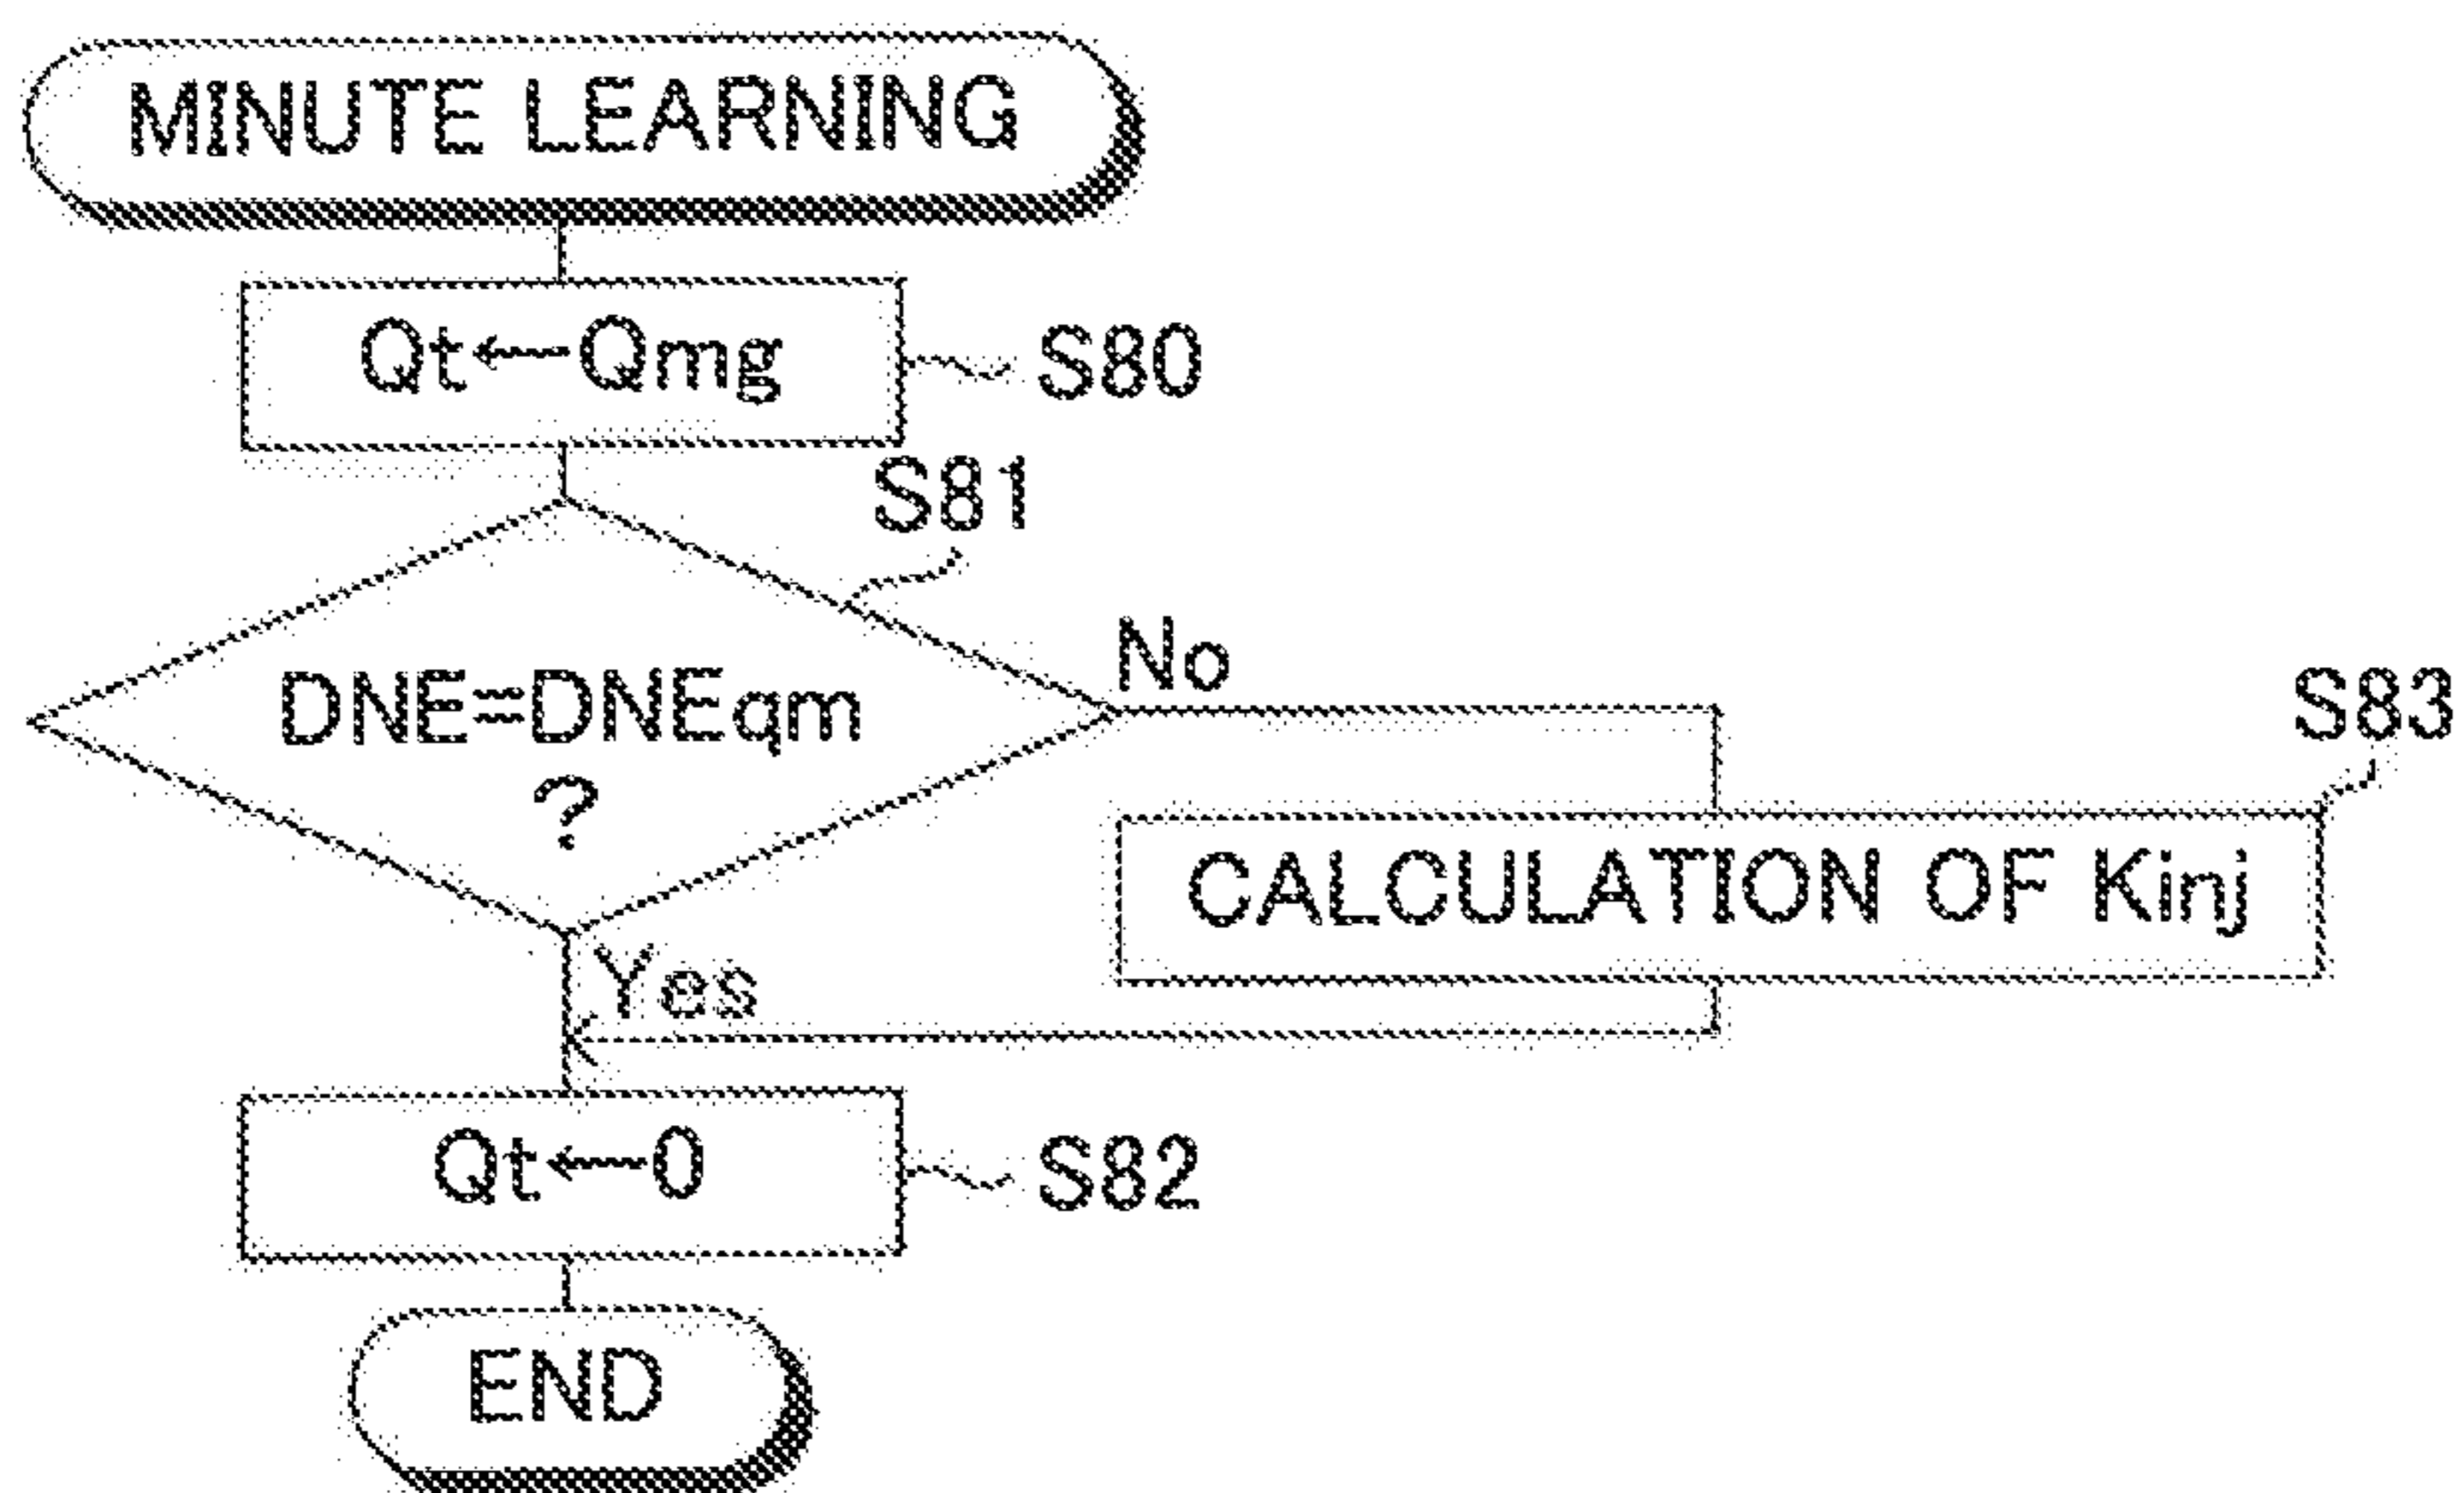 MINUTE LEARNING
Qt←Qmg
S80
S81
DNE=DNEqm
?
No
S83
CALCULATION OF Kinj
Yes
Qt←0
S82
END